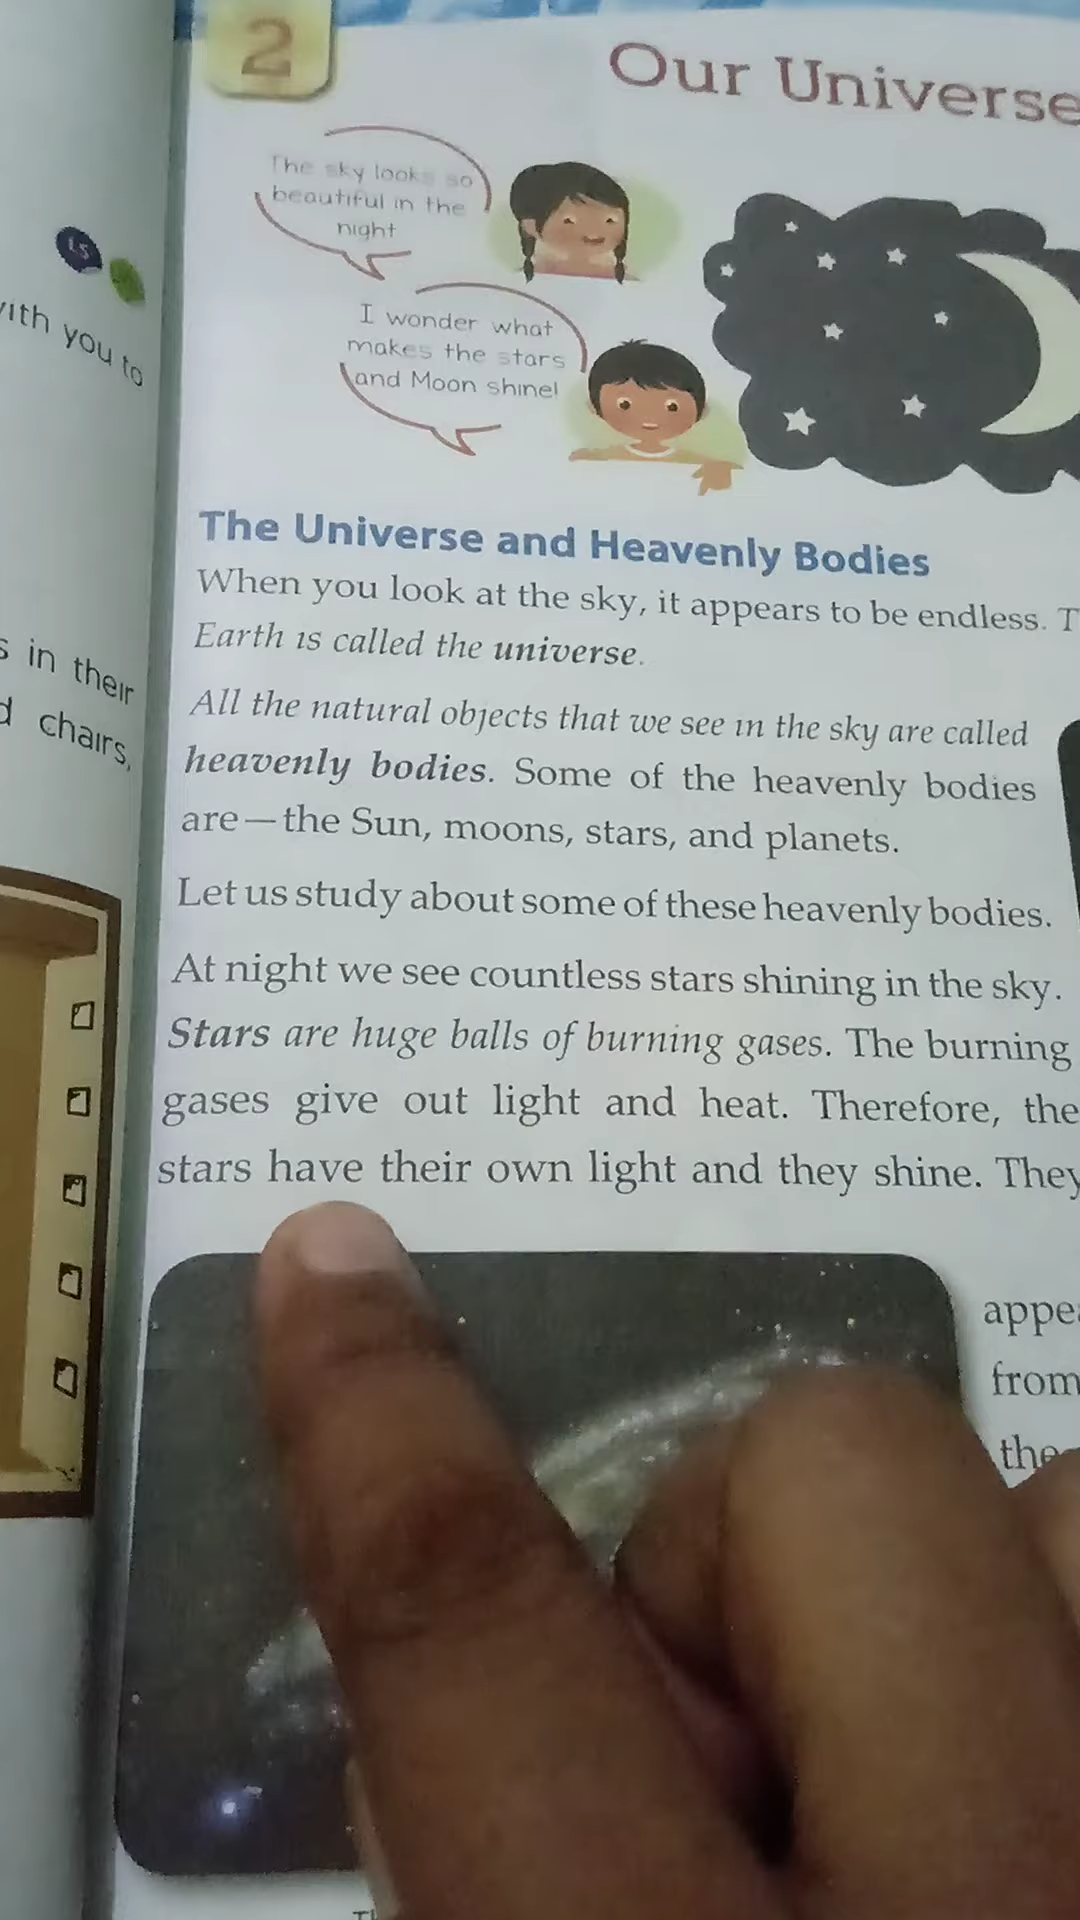 2
Our Universe
The sky looks so
beautiful in the
night
I wonder what
makes the stars
and Moon shine!
LS
with you to
s in their
d chairs,
The Universe and Heavenly Bodies
When you look at the sky, it appears to be endless. T
Earth is called the universe.
All the natural objects that we see in the sky are called
heavenly bodies. Some of the heavenly bodies
are—the Sun, moons, stars, and planets.
Let us study about some of these heavenly bodies.
At night we see countless stars shining in the sky.
Stars are huge balls of burning gases. The burning
gases give out light and heat. Therefore, the
stars have their own light and they shine. They
appea
from
the